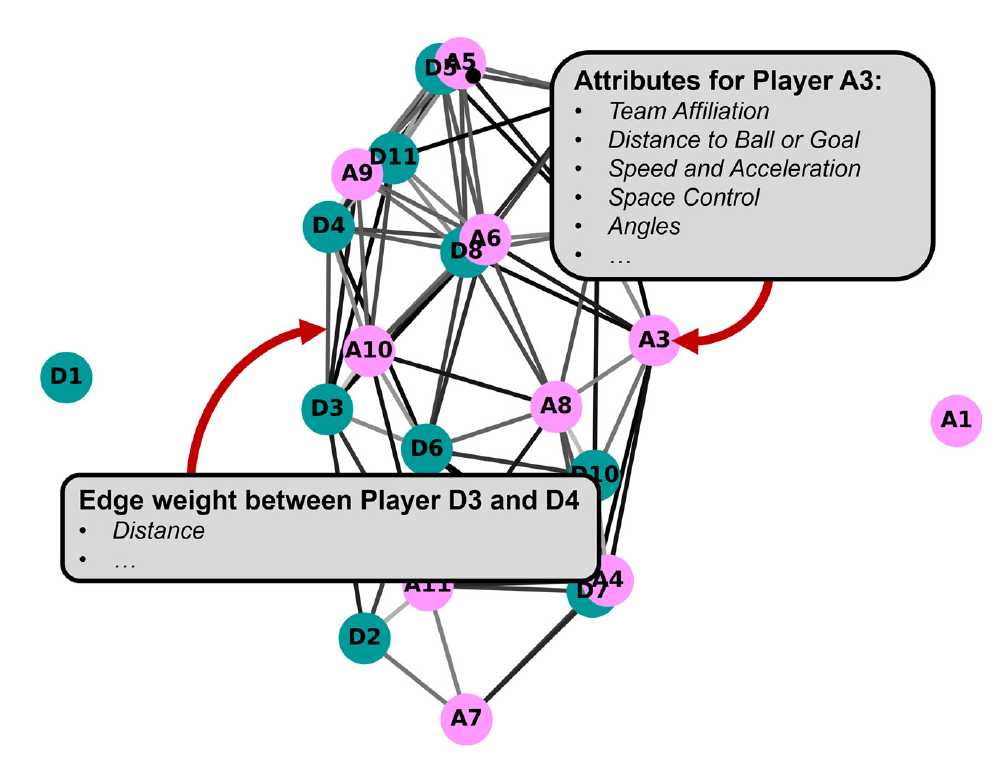 D5
A5
Attributes for Player A3:
• Team Affiliation
• Distance to Ball or Goal
• Speed and Acceleration
• Space Control
• Angles
• ...
D11
A9
D4
A6
D8
A3
A10
D1
D3
A8
A1
D6
D10
Edge weight between Player D3 and D4
• Distance
• ...
A11
A4
D7
D2
A7